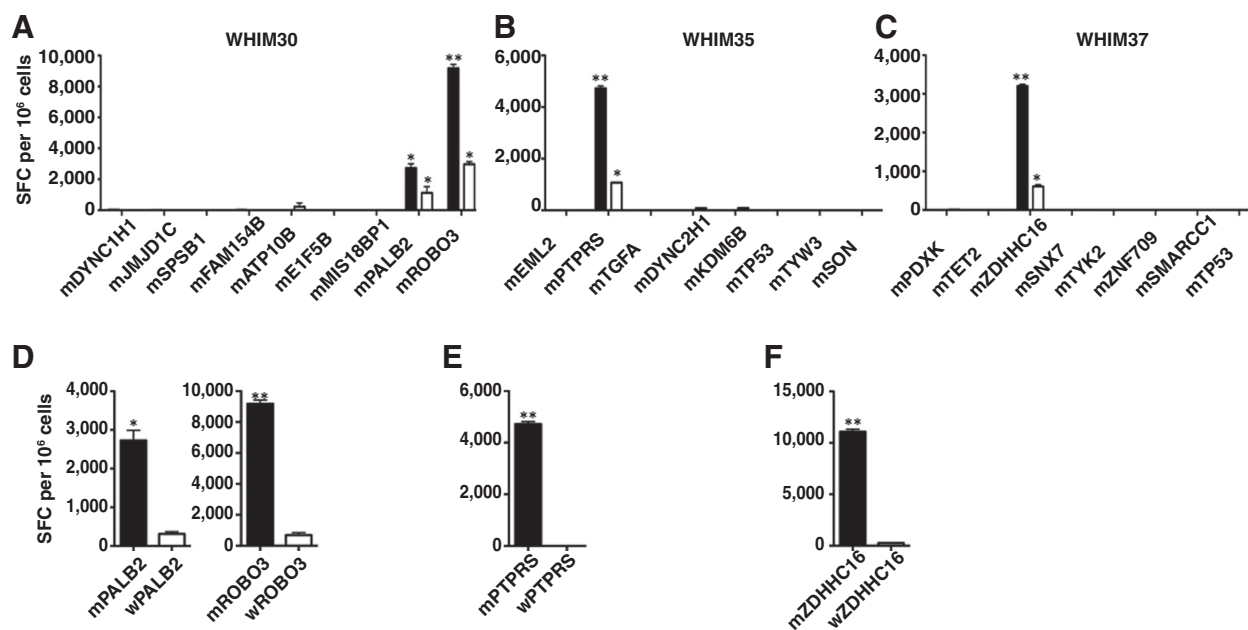 A
WHIM30
SFC per 10⁶ cells
10,000
8,000
6,000
4,000
2,000
0
**
*
*
*
mDYNC1H1
mJMJD1C
mSPSB1
mFAM154B
mATP10B
mE1F5B
mMIS18BP1
mPALB2
mROBO3
B
WHIM35
6,000
4,000
2,000
0
**
*
mEML2
mPTPRS
mTGFA
mDYNC2H1
mKDM6B
mTP53
mTYW3
mSON
C
WHIM37
4,000
3,000
2,000
1,000
0
**
*
mPDXK
mTET2
mZDHHC16
mSNX7
mTYK2
mZNF709
mSMARCC1
mTP53
D
SFC per 10⁶ cells
4,000
3,000
2,000
1,000
0
*
mPALB2
wPALB2
10,000
8,000
6,000
4,000
2,000
0
**
mROBO3
wROBO3
E
6,000
4,000
2,000
0
**
mPTPRS
wPTPRS
F
15,000
10,000
5,000
0
**
mZDHHC16
wZDHHC16